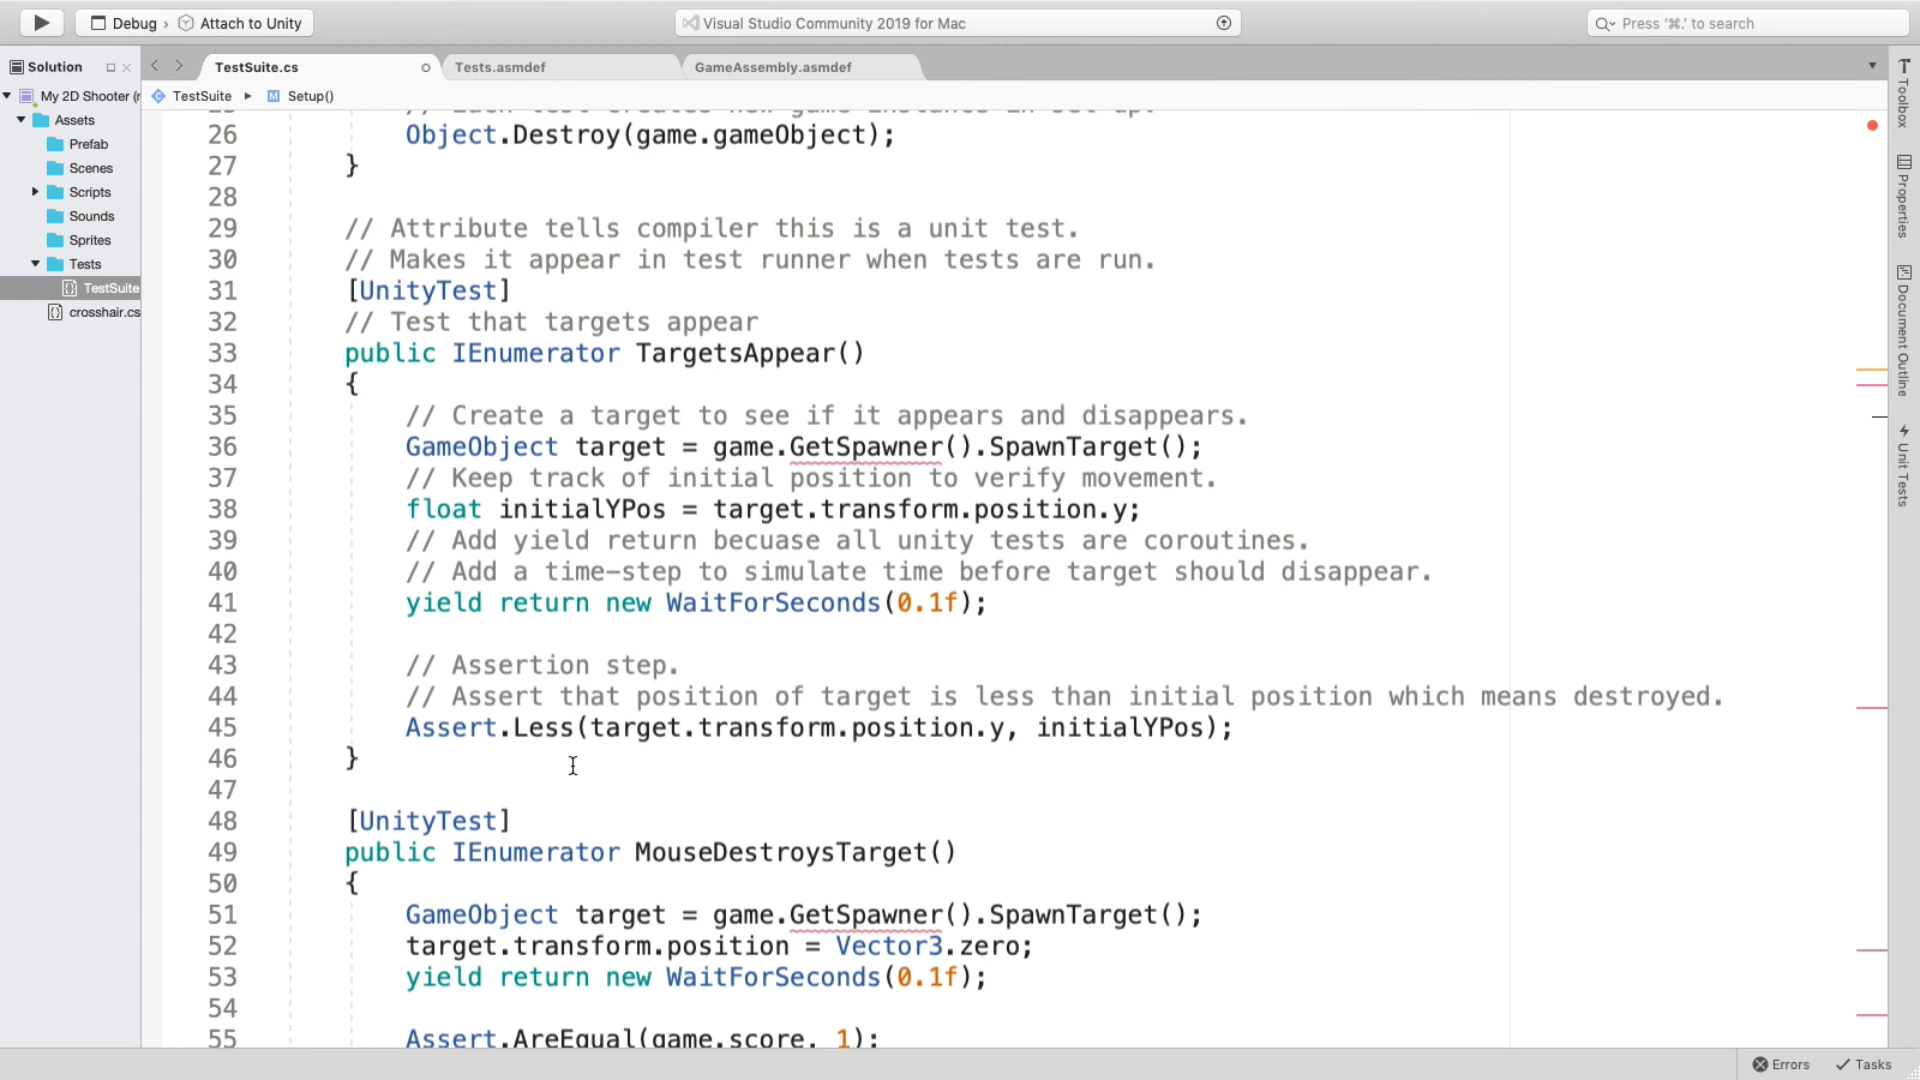 Debug › Attach to Unity
Visual Studio Community 2019 for Mac
Press '⌘.' to search
Solution
TestSuite.cs
Tests.asmdef
GameAssembly.asmdef
TestSuite ▸ Setup()
My 2D Shooter (
Assets
Prefab
Scenes
Scripts
Sounds
Sprites
Tests
TestSuite
crosshair.cs
// Each test creates new game instance in set up.
26 Object.Destroy(game.gameObject);
27 }
28
29 // Attribute tells compiler this is a unit test.
30 // Makes it appear in test runner when tests are run.
31 [UnityTest]
32 // Test that targets appear
33 public IEnumerator TargetsAppear()
34 {
35 // Create a target to see if it appears and disappears.
36 GameObject target = game.GetSpawner().SpawnTarget();
37 // Keep track of initial position to verify movement.
38 float initialYPos = target.transform.position.y;
39 // Add yield return becuase all unity tests are coroutines.
40 // Add a time-step to simulate time before target should disappear.
41 yield return new WaitForSeconds(0.1f);
42
43 // Assertion step.
44 // Assert that position of target is less than initial position which means destroyed.
45 Assert.Less(target.transform.position.y, initialYPos);
46 }
47
48 [UnityTest]
49 public IEnumerator MouseDestroysTarget()
50 {
51 GameObject target = game.GetSpawner().SpawnTarget();
52 target.transform.position = Vector3.zero;
53 yield return new WaitForSeconds(0.1f);
54
55 Assert.AreEqual(game.score, 1);
Toolbox
Properties
Document Outline
Unit Tests
Errors
Tasks